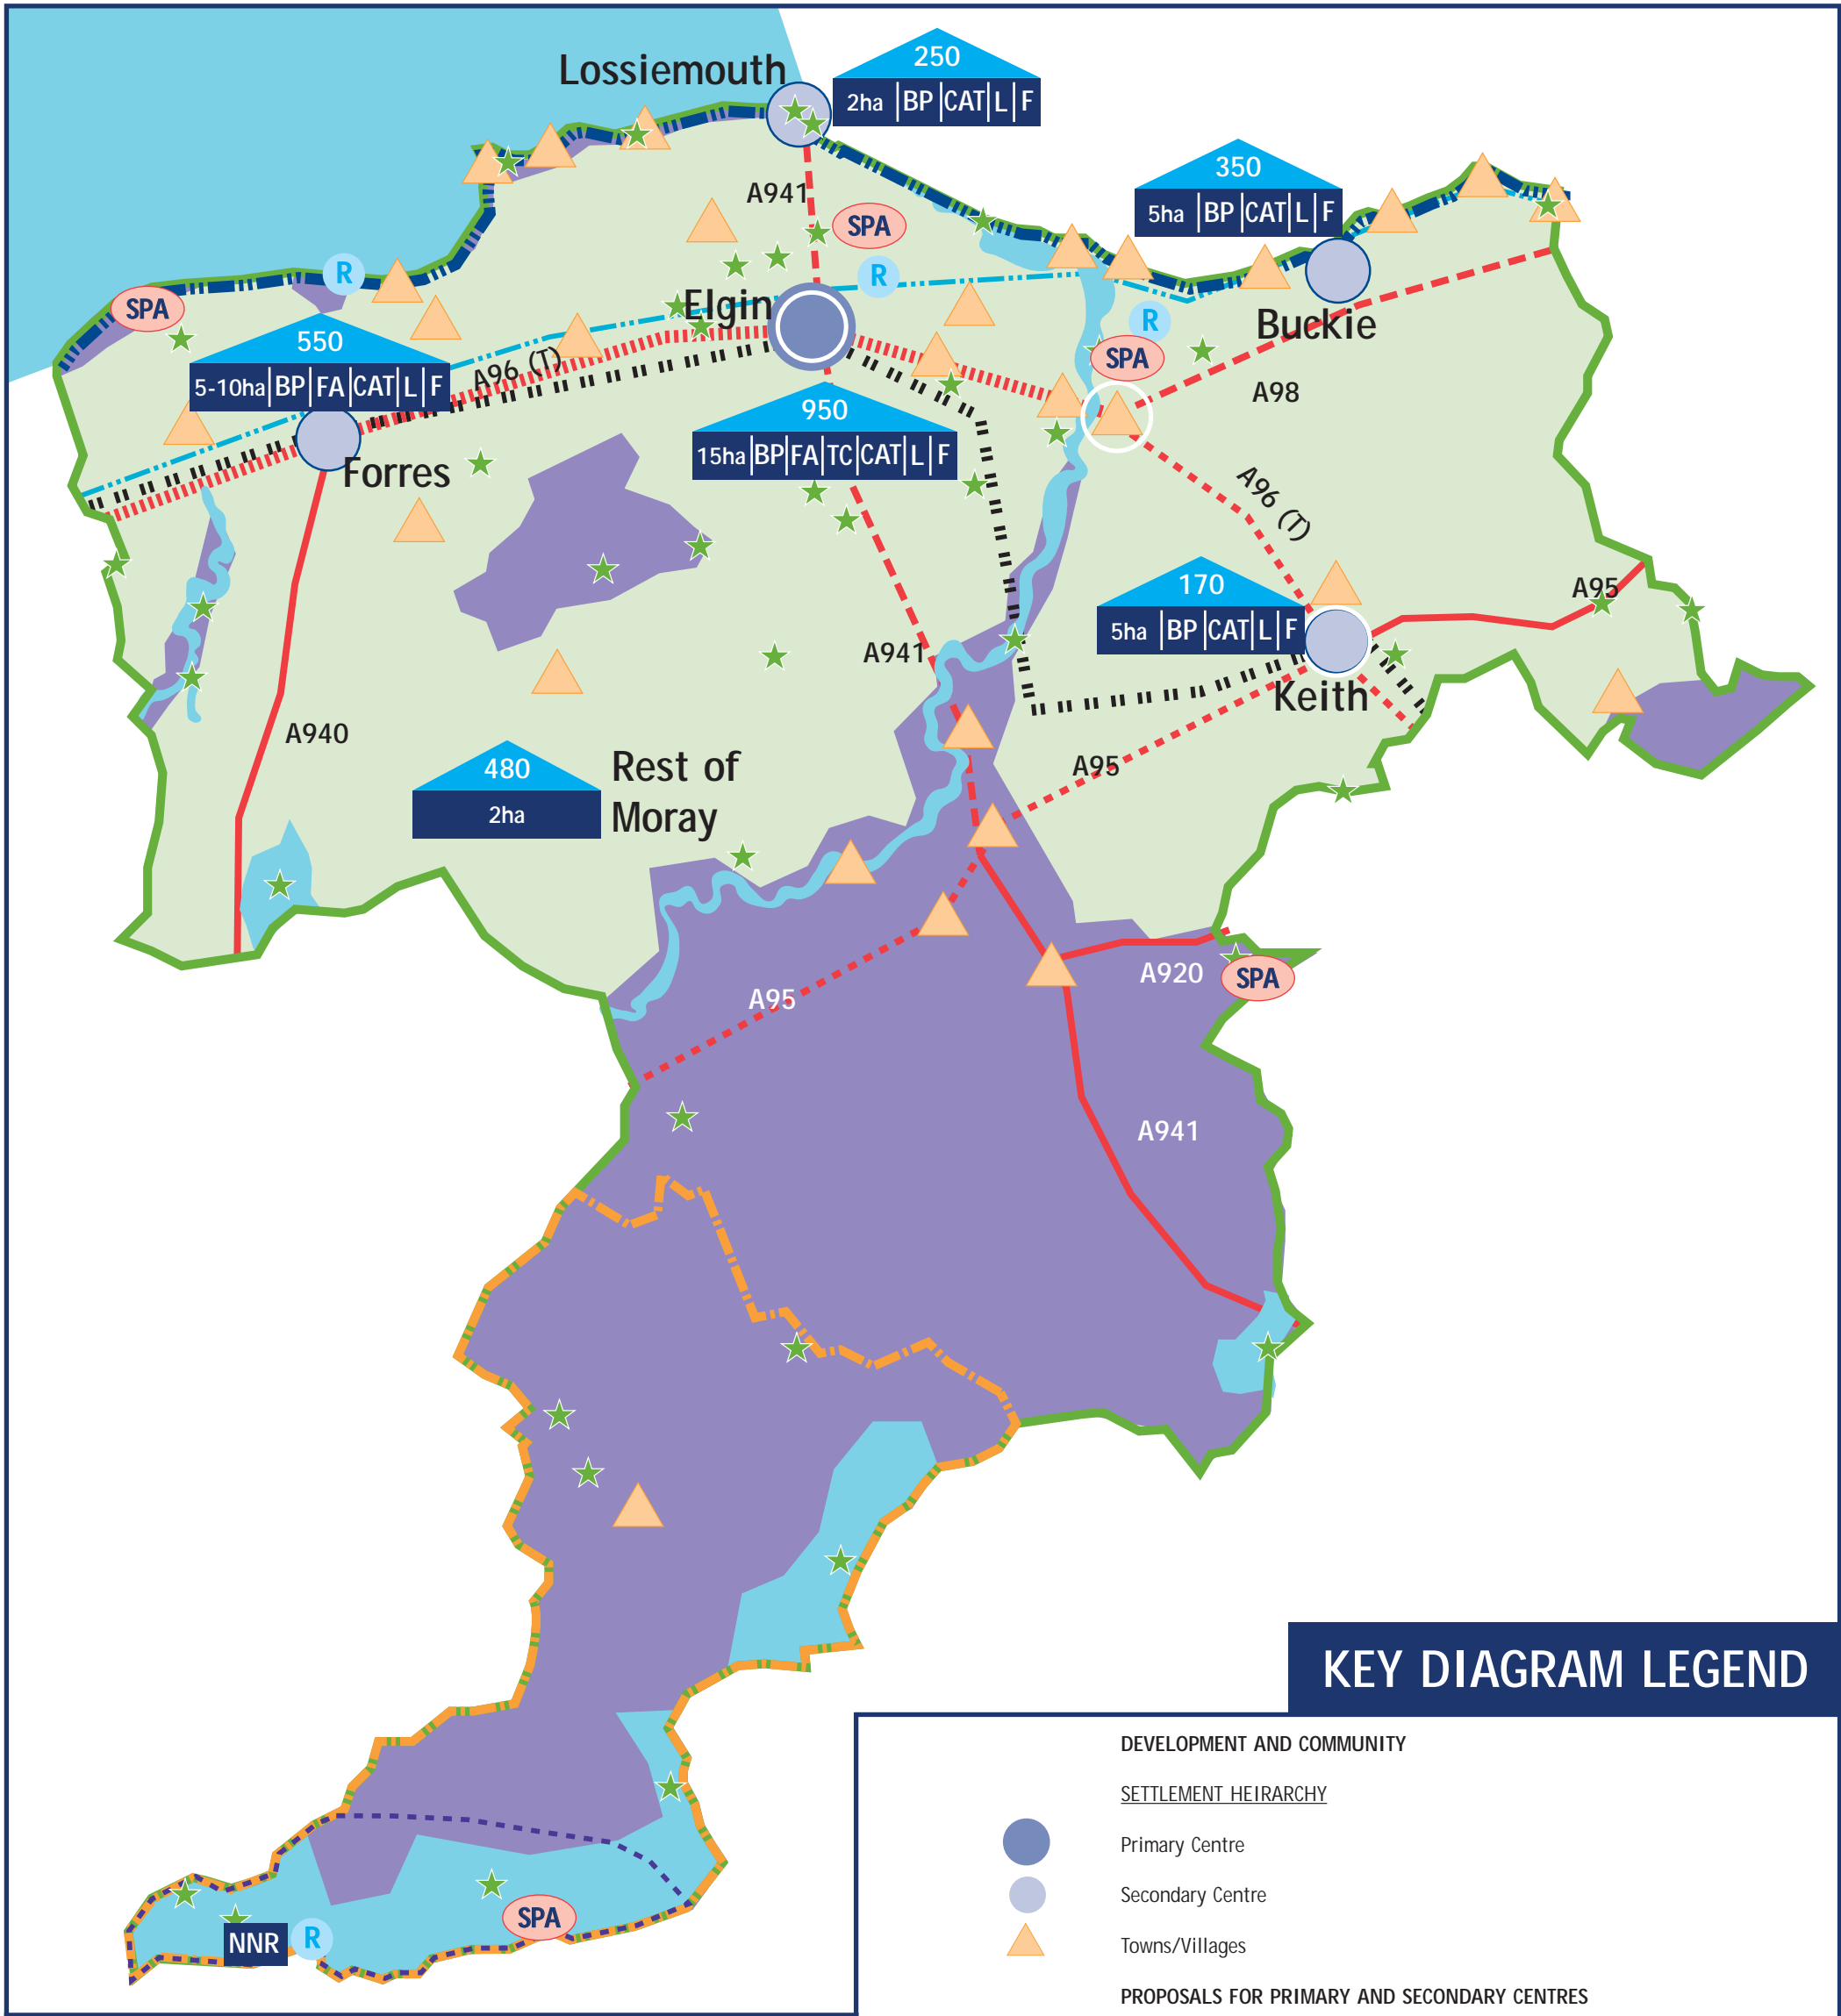 Lossiemouth
250
2ha BP CAT L F
350
5ha BP CAT L F
A941
SPA
R
R
SPA
Elgin
R
Buckie
550
5-10ha BP FA CAT L F
A96 (T)
SPA
A98
950
15ha BP FA TC CAT L F
Forres
A96 (T)
170
5ha BP CAT L F
A95
A941
Keith
A940
480
2ha
Rest of
Moray
A95
A920
SPA
A95
A941
KEY DIAGRAM LEGEND
DEVELOPMENT AND COMMUNITY
SETTLEMENT HEIRARCHY
Primary Centre
Secondary Centre
Towns/Villages
PROPOSALS FOR PRIMARY AND SECONDARY CENTRES
SPA
NNR
R